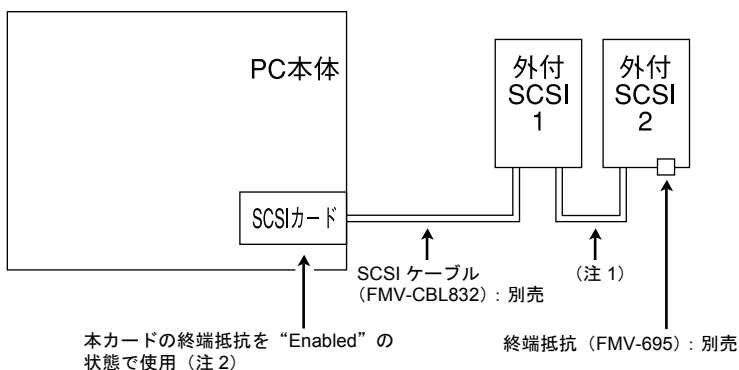 PC本体
外付
SCSI
1
外付
SCSI
2
SCSIカード
SCSI ケーブル
（FMV-CBL832）: 別売
（注 1）
本カードの終端抵抗を“Enabled”の
状態で使用（注 2）
終端抵抗（FMV-695）: 別売